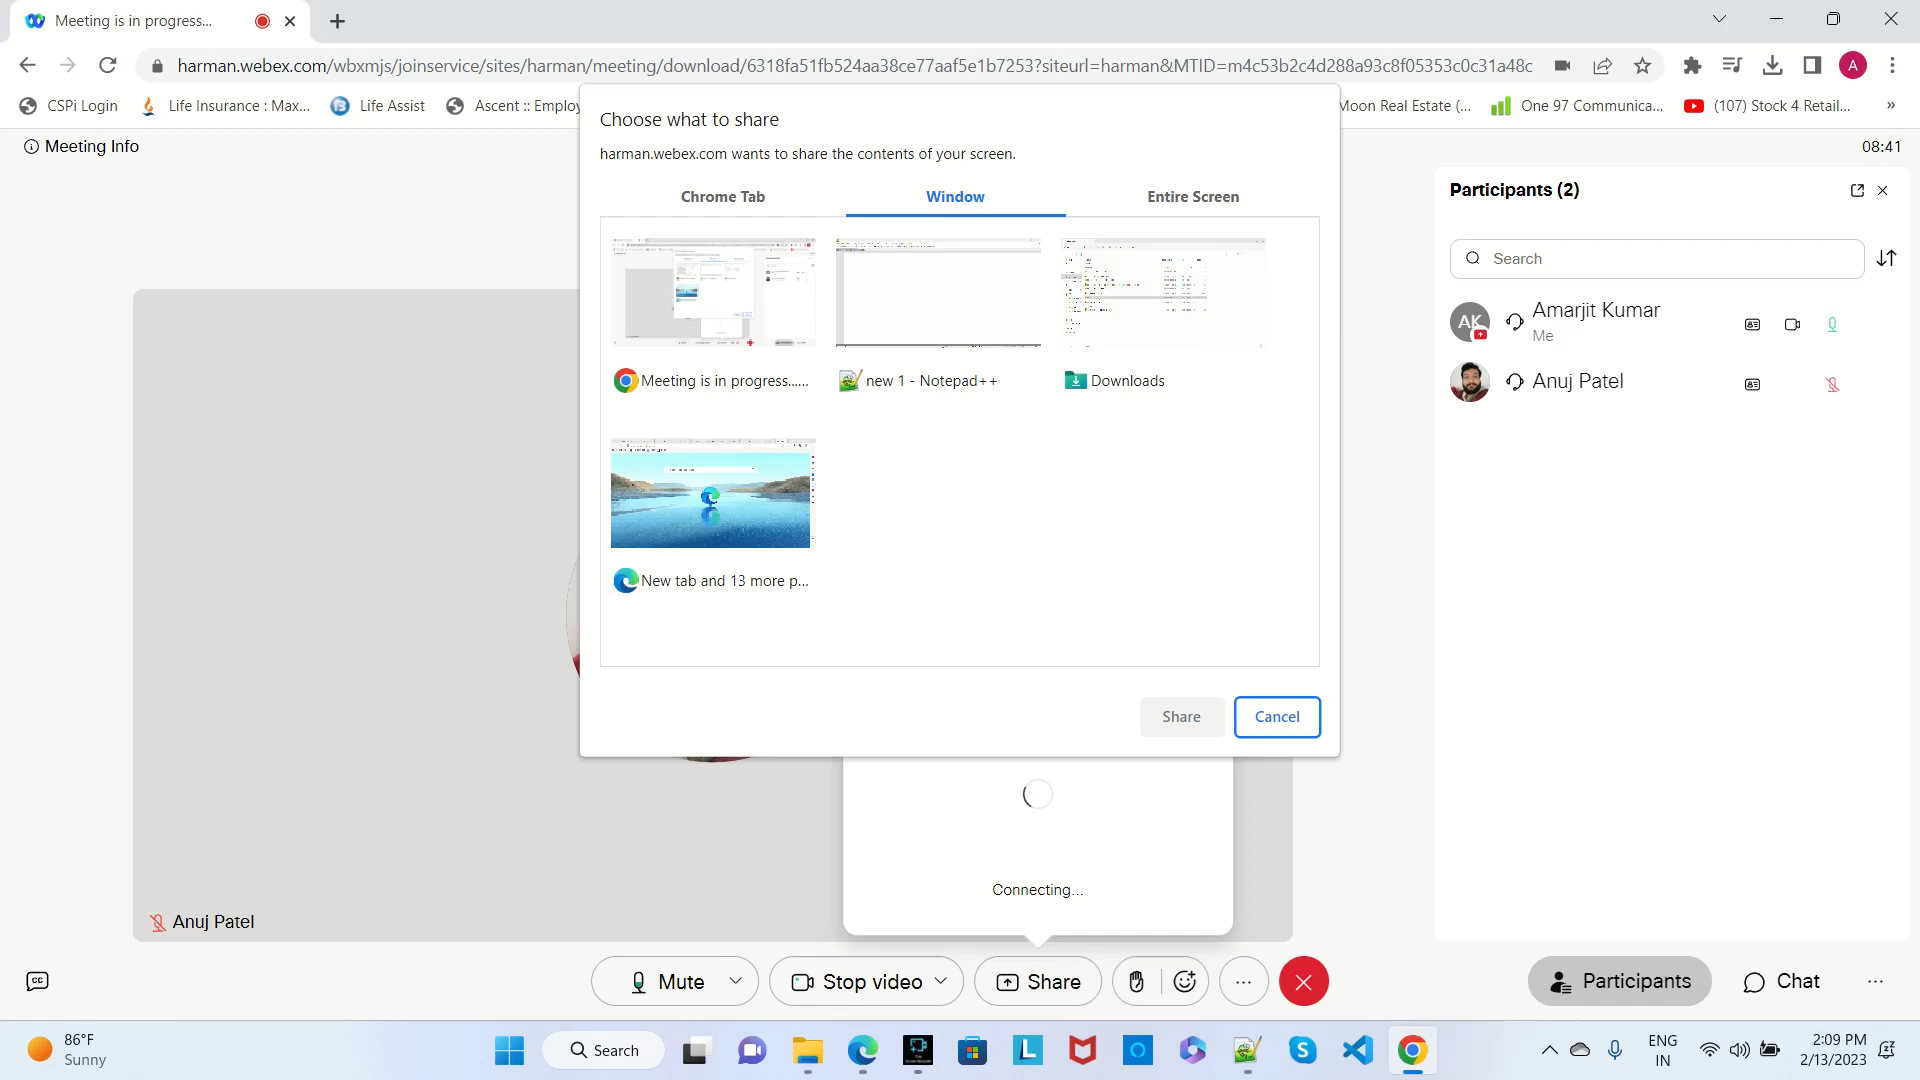 Meeting is in progress...
harman.webex.com/wbxmjs/joinservice/sites/harman/meeting/download/6318fa51fb524aa38ce77aaf5e1b7253?siteurl=harman&MTID=m4c53b2c4d288a93c8f05353c0c31a48c
A
CSPi Login
Life Insurance : Max...
Life Assist
Ascent :: Employ
Moon Real Estate (...
One 97 Communica...
(107) Stock 4 Retail...
»
Meeting Info
08:41
Choose what to share
harman.webex.com wants to share the contents of your screen.
Chrome Tab
Window
Entire Screen
Meeting is in progress......
new 1 - Notepad++
Downloads
New tab and 13 more p...
Share
Cancel
Participants (2)
Search
AK
Amarjit Kumar
Me
Anuj Patel
Connecting...
Anuj Patel
CC
Mute
Stop video
Share
Participants
Chat
86°F
Sunny
Search
ENG
IN
2:09 PM
2/13/2023